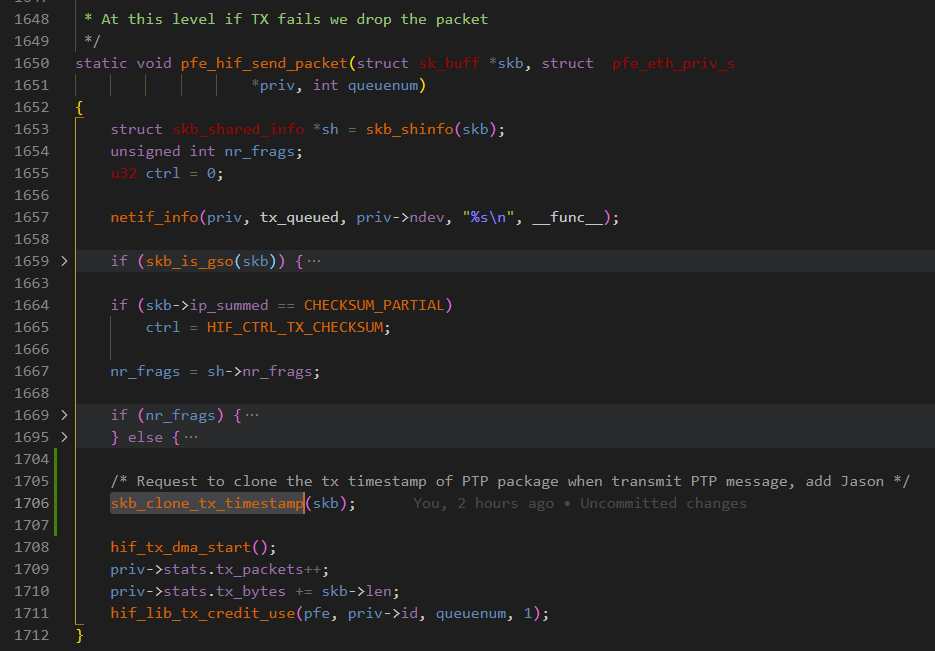 1648 * At this level if TX fails we drop the packet
1649 */
1650 static void pfe_hif_send_packet(struct sk_buff *skb, struct  pfe_eth_priv_s
1651 *priv, int queuenum)
1652 {
1653 struct skb_shared_info *sh = skb_shinfo(skb);
1654 unsigned int nr_frags;
1655 u32 ctrl = 0;
1656
1657 netif_info(priv, tx_queued, priv->ndev, "%s\n", __func__);
1658
1659 > if (skb_is_gso(skb)) {···
1663
1664 if (skb->ip_summed == CHECKSUM_PARTIAL)
1665 ctrl = HIF_CTRL_TX_CHECKSUM;
1666
1667 nr_frags = sh->nr_frags;
1668
1669 > if (nr_frags) {···
1695 > } else {···
1704
1705 /* Request to clone the tx timestamp of PTP package when transmit PTP message, add Jason */
1706 skb_clone_tx_timestamp(skb); You, 2 hours ago • Uncommitted changes
1707
1708 hif_tx_dma_start();
1709 priv->stats.tx_packets++;
1710 priv->stats.tx_bytes += skb->len;
1711 hif_lib_tx_credit_use(pfe, priv->id, queuenum, 1);
1712 }